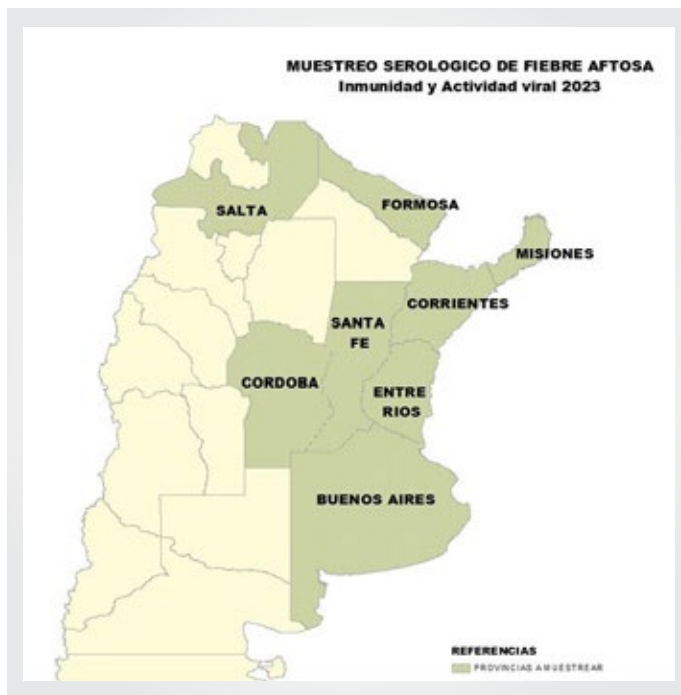 MUESTREO SEROLOGICO DE FIEBRE AFTOSA
Inmunidad y Actividad viral 2023
SALTA
FORMOSA
MISIONES
CORRIENTES
SANTA
FE
CORDOBA
ENTRE
RIOS
BUENOS AIRES
REFERENCIAS
PROVINCIAS A MUESTREAR